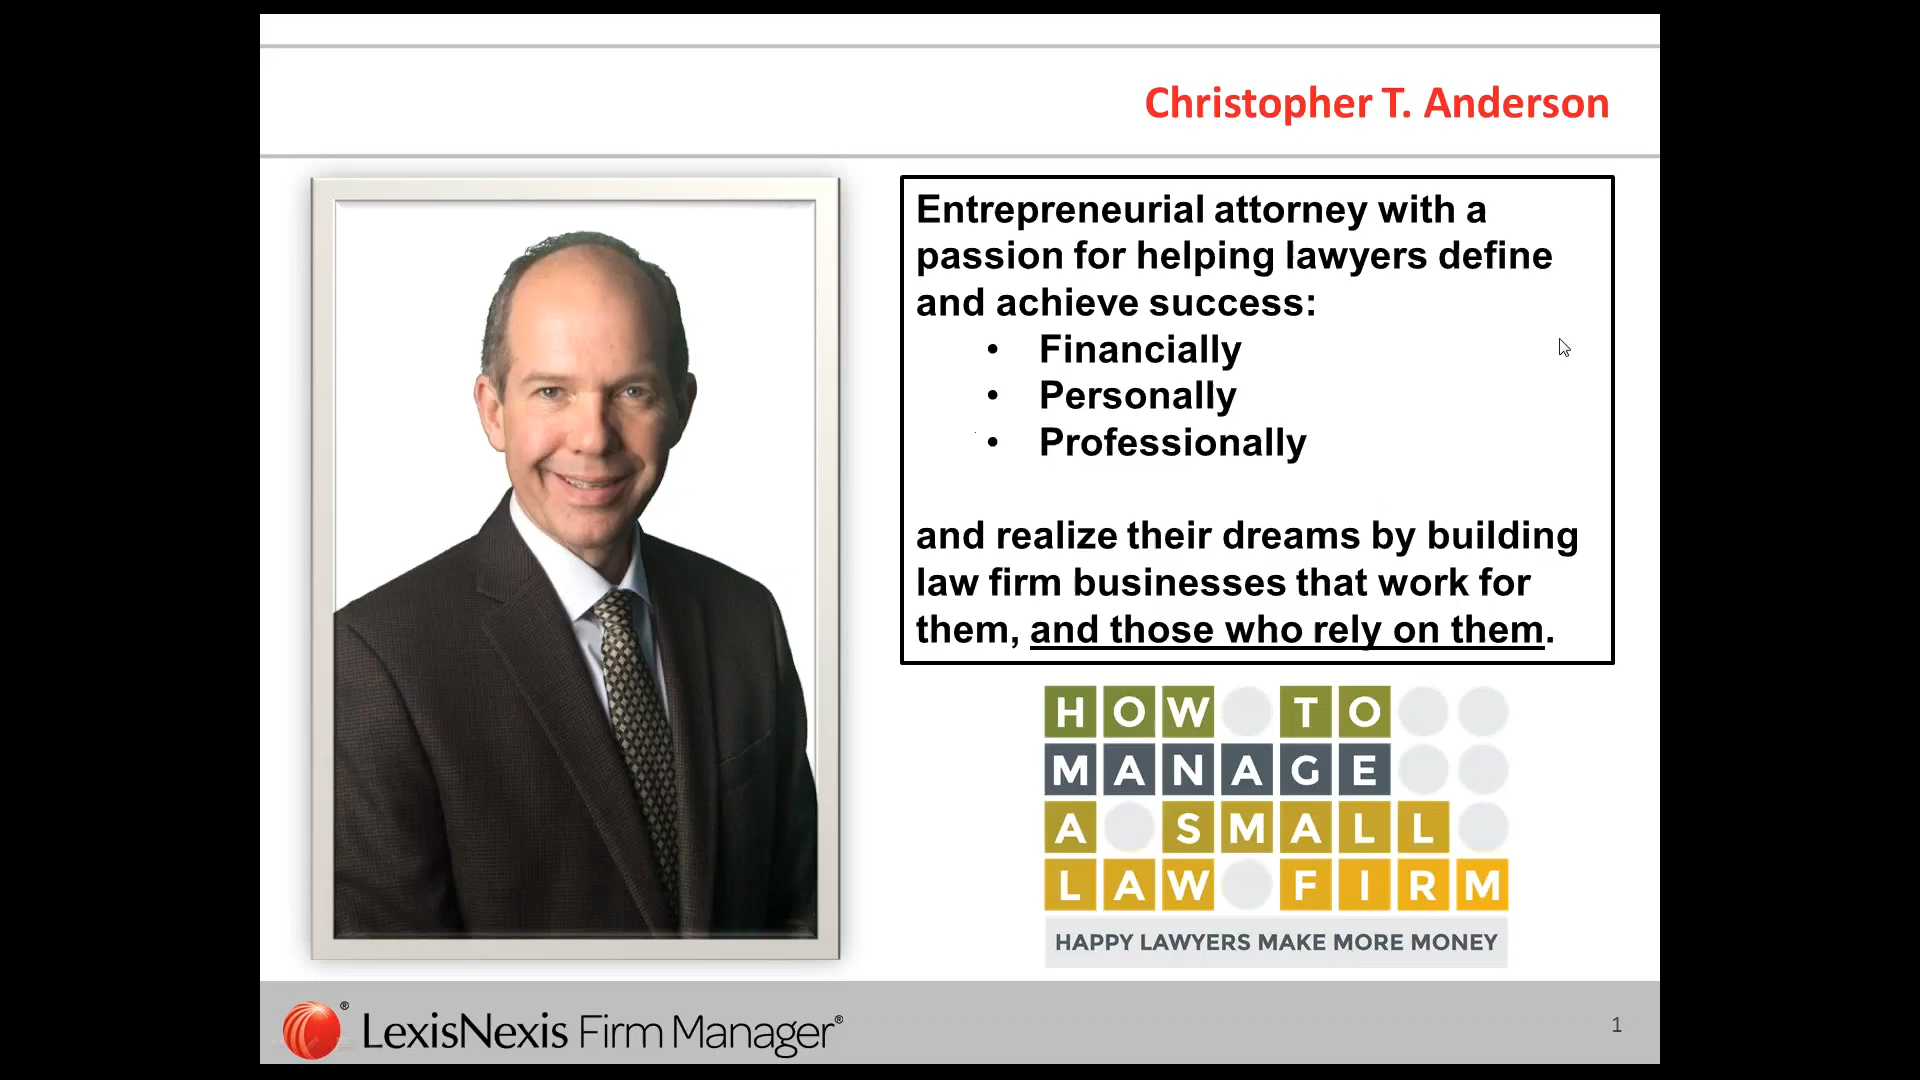 Christopher T. Anderson
Entrepreneurial attorney with a
passion for helping lawyers define
and achieve success:
• Financially
• Personally
• Professionally
and realize their dreams by building
law firm businesses that work for
them, and those who rely on them.
HOW TO
MANAGE
A SMALL
LAW FIRM
HAPPY LAWYERS MAKE MORE MONEY
® LexisNexis Firm Manager®
1